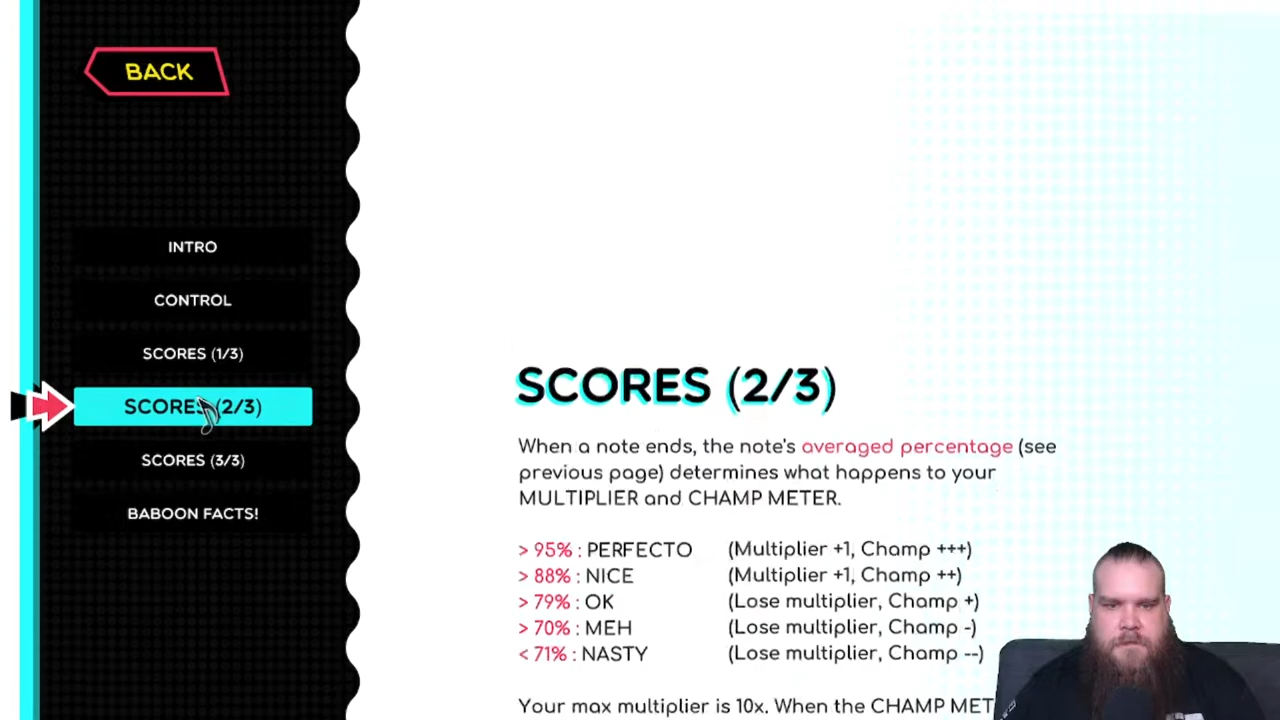 BACK
INTRO
CONTROL
SCORES (1/3)
SCORES (2/3)
SCORES (3/3)
BABOON FACTS!
SCORES (2/3)
When a note ends, the note's averaged percentage (see
previous page) determines what happens to your
MULTIPLIER and CHAMP METER.
> 95% : PERFECTO (Multiplier +1, Champ +++)
> 88% : NICE (Multiplier +1, Champ ++)
> 79% : OK (Lose multiplier, Champ +)
> 70% : MEH (Lose multiplier, Champ -)
< 71% : NASTY (Lose multiplier, Champ --)
Your max multiplier is 10x. When the CHAMP MET